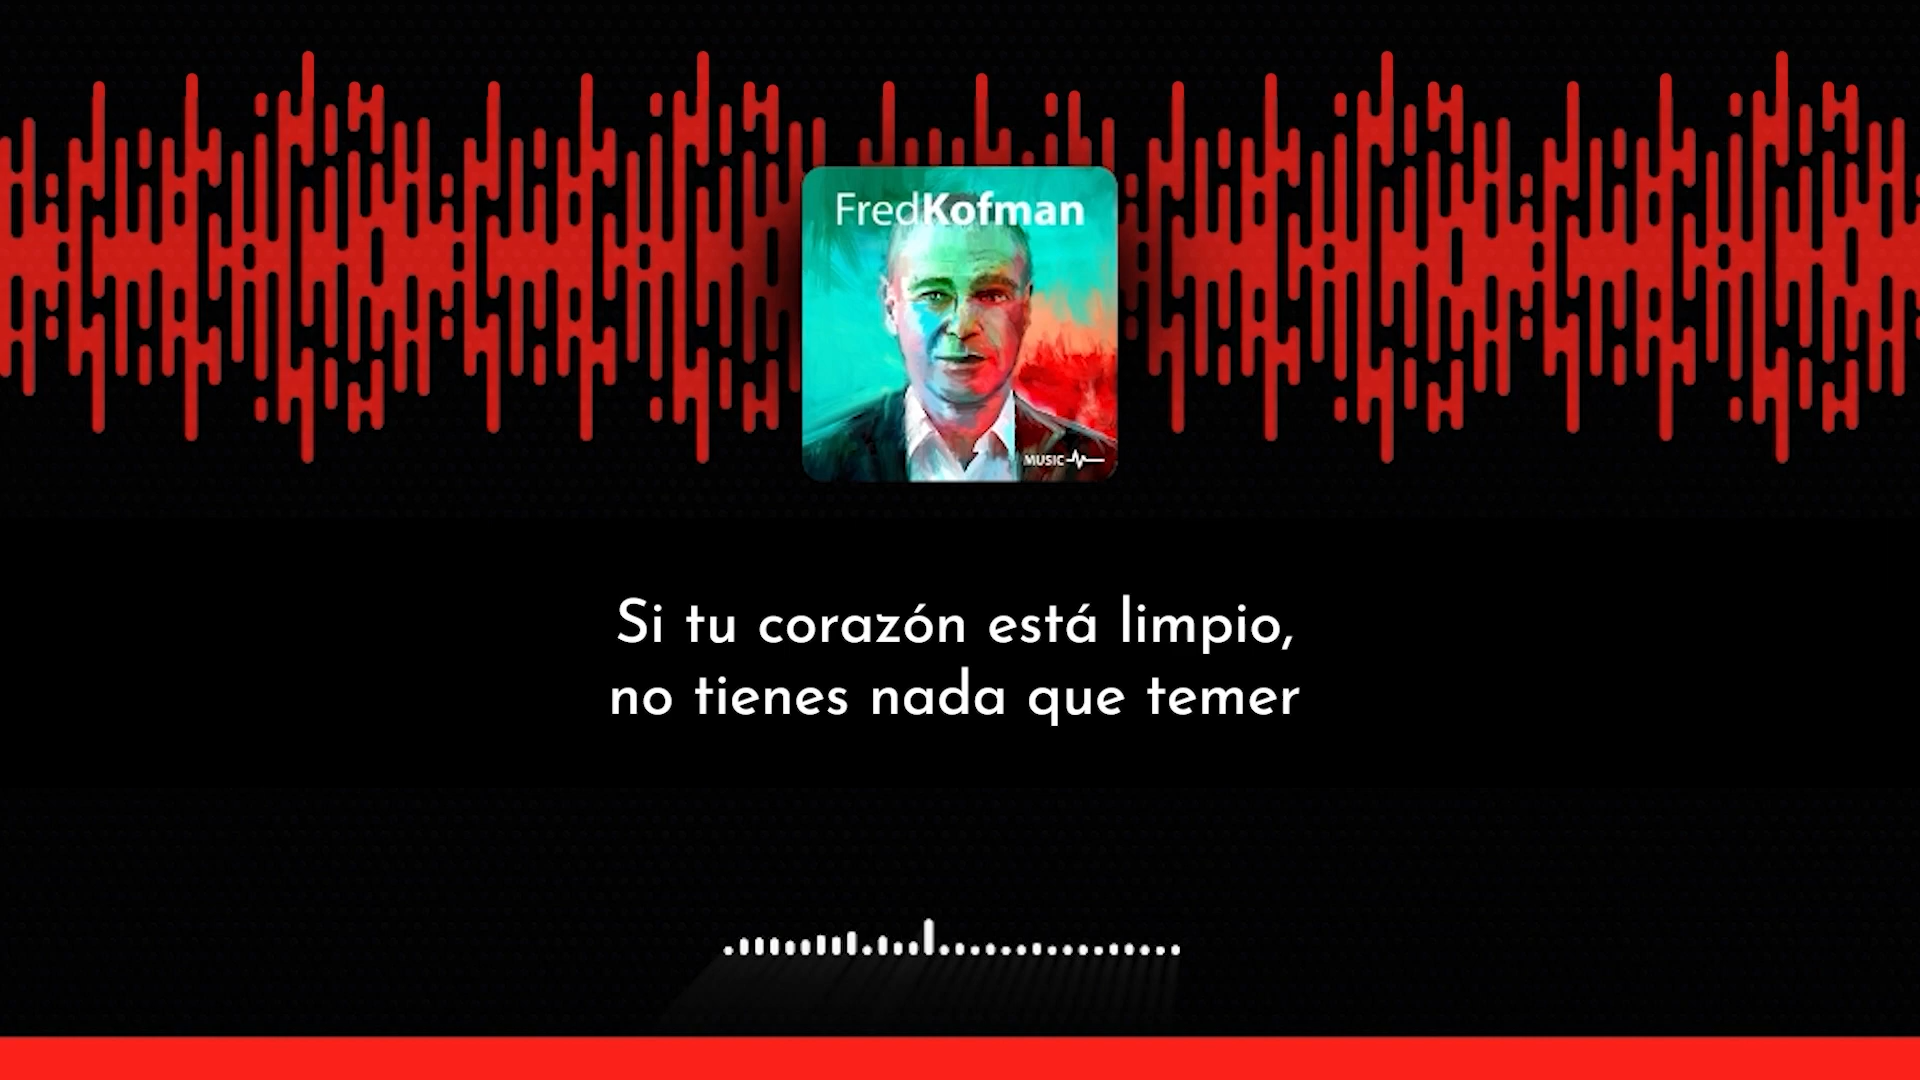 FredKofman
MUSIC
Si tu corazón está limpio,
no tienes nada que temer